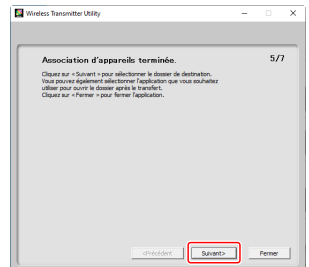 Wireless Transmitter Utility
Association d'appareils terminée. 5/7
Cliquez sur « Suivant » pour sélectionner le dossier de destination.
Vous pouvez également sélectionner l'application que vous souhaitez
utiliser pour ouvrir le dossier après le transfert.
Cliquez sur « Fermer » pour fermer l'application.
<Précédent Suivant> Fermer